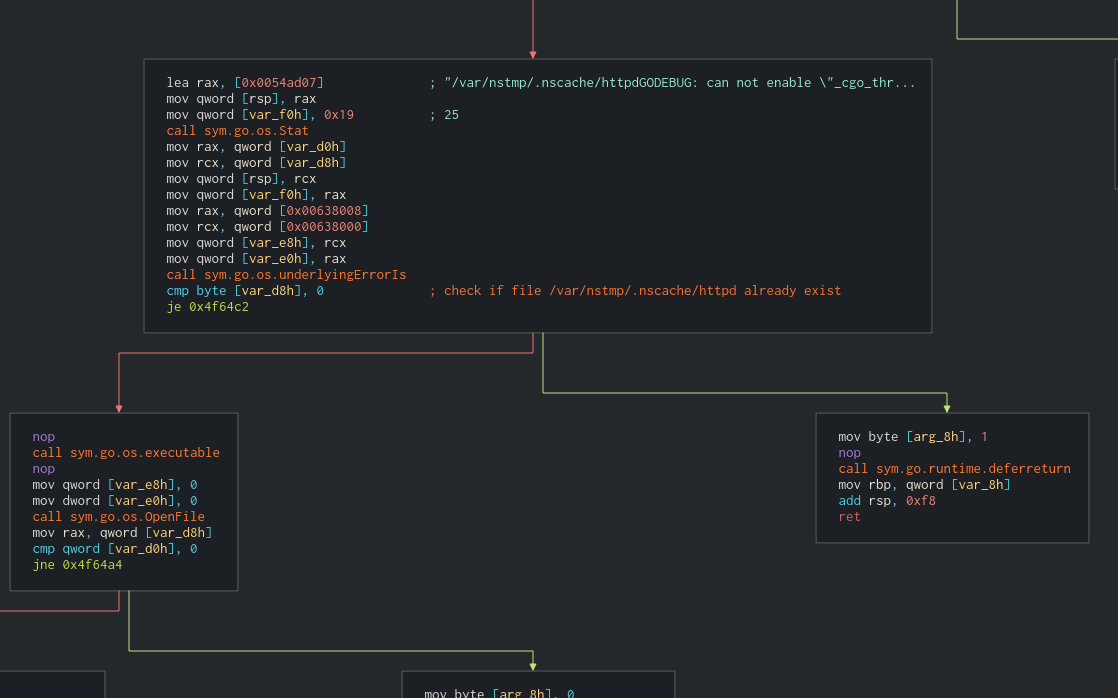 lea rax, [0x0054ad07] ; "/var/nstmp/.nscache/httpdGODEBUG: can not enable \"_cgo_thr...
mov qword [rsp], rax
mov qword [var_f0h], 0x19 ; 25
call sym.go.os.Stat
mov rax, qword [var_d0h]
mov rcx, qword [var_d8h]
mov qword [rsp], rcx
mov qword [var_f0h], rax
mov rax, qword [0x00638008]
mov rcx, qword [0x00638000]
mov qword [var_e8h], rcx
mov qword [var_e0h], rax
call sym.go.os.underlyingErrorIs
cmp byte [var_d8h], 0 ; check if file /var/nstmp/.nscache/httpd already exist
je 0x4f64c2
nop
call sym.go.os.executable
nop
mov qword [var_e8h], 0
mov dword [var_e0h], 0
call sym.go.os.OpenFile
mov rax, qword [var_d8h]
cmp qword [var_d0h], 0
jne 0x4f64a4
mov byte [arg_8h], 1
nop
call sym.go.runtime.deferreturn
mov rbp, qword [var_8h]
add rsp, 0xf8
ret
mov byte [arg_8h], 0